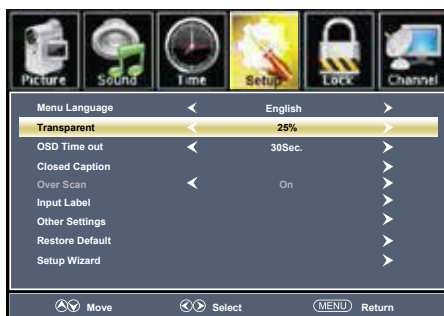 Picture Sound Time Setup Lock Channel
Menu Language English
Transparent 25%
OSD Time out 30Sec.
Closed Caption
Over Scan On
Input Label
Other Settings
Restore Default
Setup Wizard
Move Select MENU Return